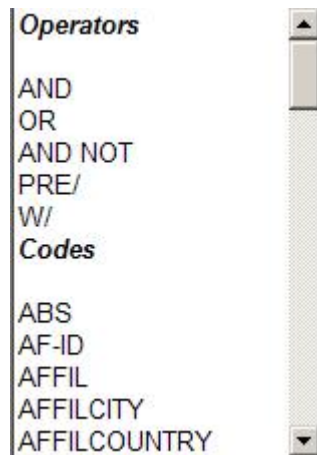 Operators
AND
OR
AND NOT
PRE/
W/
Codes
ABS
AF-ID
AFFIL
AFFILCITY
AFFILCOUNTRY